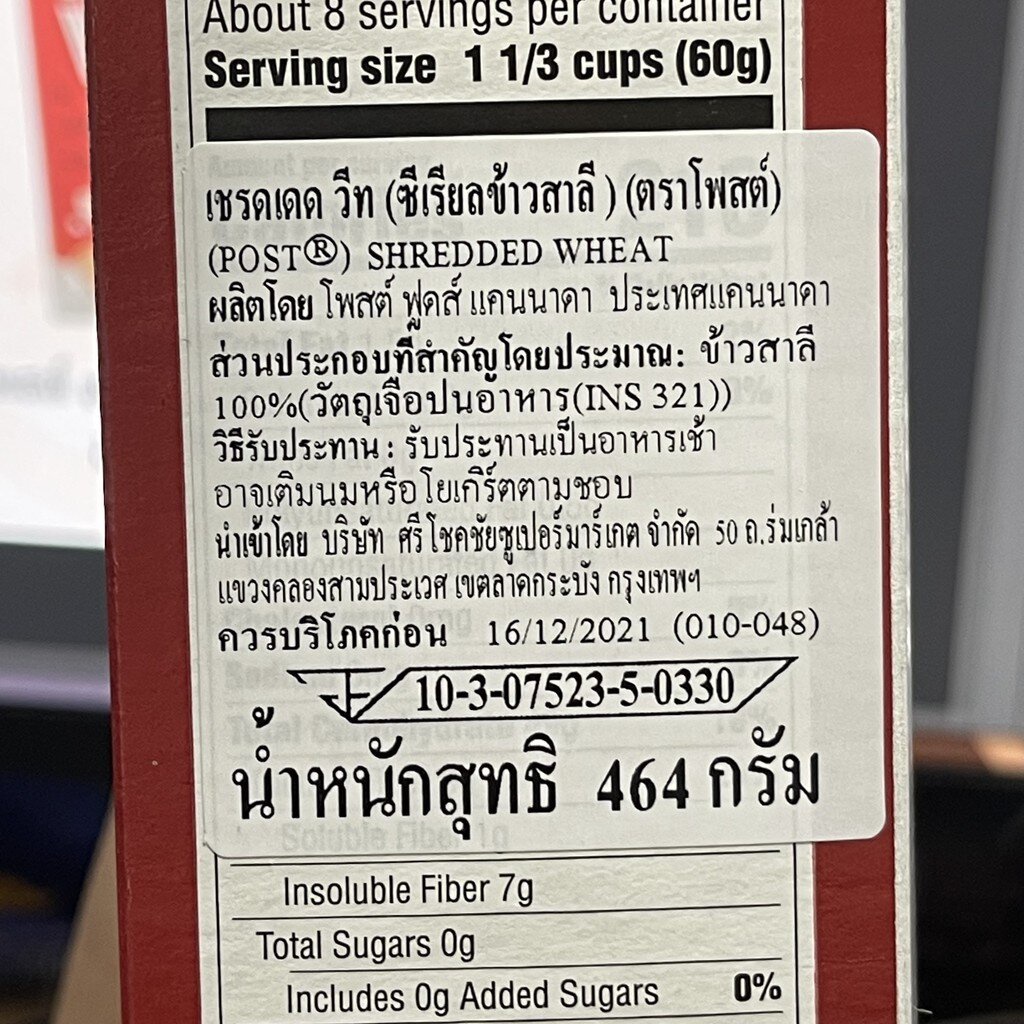 About 8 servings per container
Serving size 1 1/3 cups (60g)
เชรดเดด วีท (ซีเรียลข้าวสาลี ) (ตราโพสต์)
(POST®) SHREDDED WHEAT
ผลิตโดย โพสต์ ฟูดส์ แคนนาดา ประเทศแคนนาดา
ส่วนประกอบที่สำคัญโดยประมาณ: ข้าวสาลี
100%(วัตถุเจือปนอาหาร(INS 321))
วิธีรับประทาน : รับประทานเป็นอาหารเช้า
อาจเติมนมหรือโยเกิร์ตตามชอบ
นำเข้าโดย บริษัท ศรีโชคชัยซูเปอร์มาร์เกต จำกัด 50 ถ.ร่มเกล้า
แขวงคลองสามประเวศ เขตลาดกระบัง กรุงเทพฯ
ควรบริโภคก่อน 16/12/2021 (010-048)
10-3-07523-5-0330
น้ำหนักสุทธิ 464 กรัม
Soluble Fiber 1g
Insoluble Fiber 7g
Total Sugars 0g
Includes 0g Added Sugars 0%